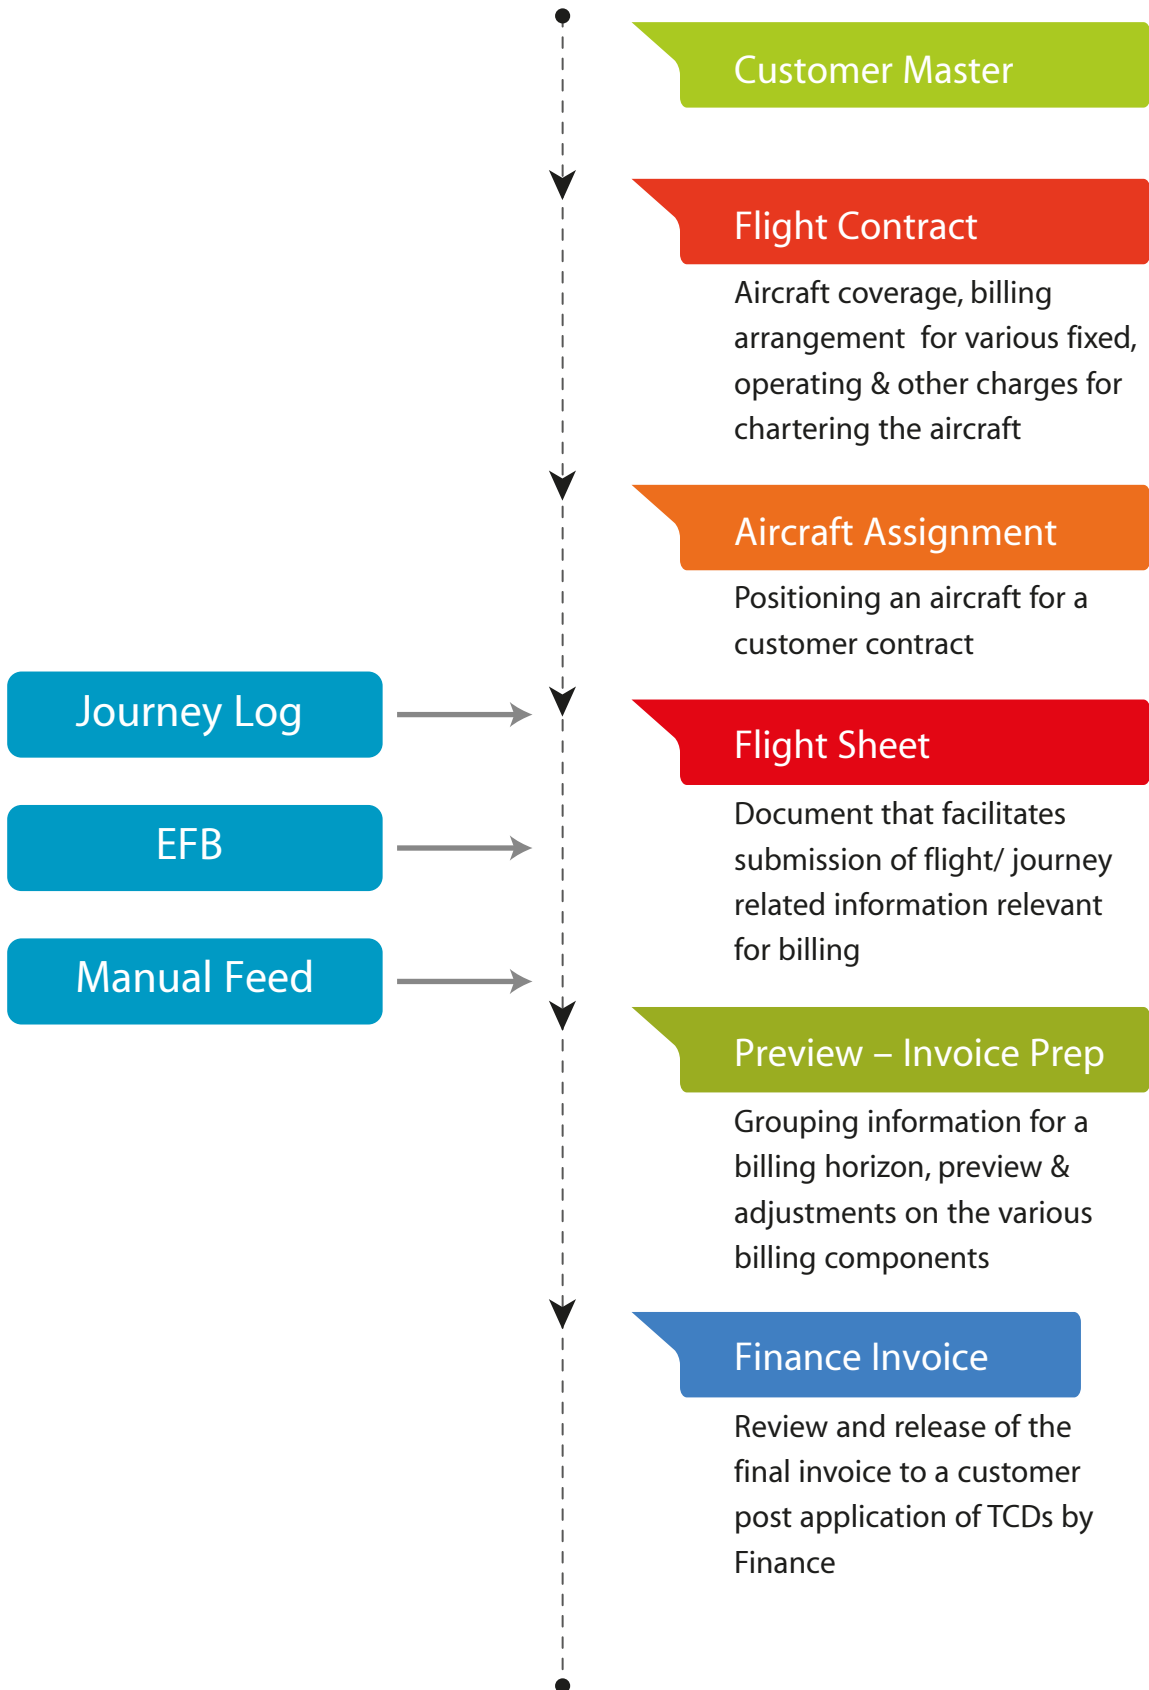 Customer Master
Flight Contract
Aircraft coverage, billing
arrangement  for various fixed,
operating & other charges for
chartering the aircraft
Aircraft Assignment
Positioning an aircraft for a
customer contract
Journey Log
EFB
Manual Feed
Flight Sheet
Document that facilitates
submission of flight/ journey
related information relevant
for billing
Preview – Invoice Prep
Grouping information for a
billing horizon, preview &
adjustments on the various
billing components
Finance Invoice
Review and release of the
final invoice to a customer
post application of TCDs by
Finance